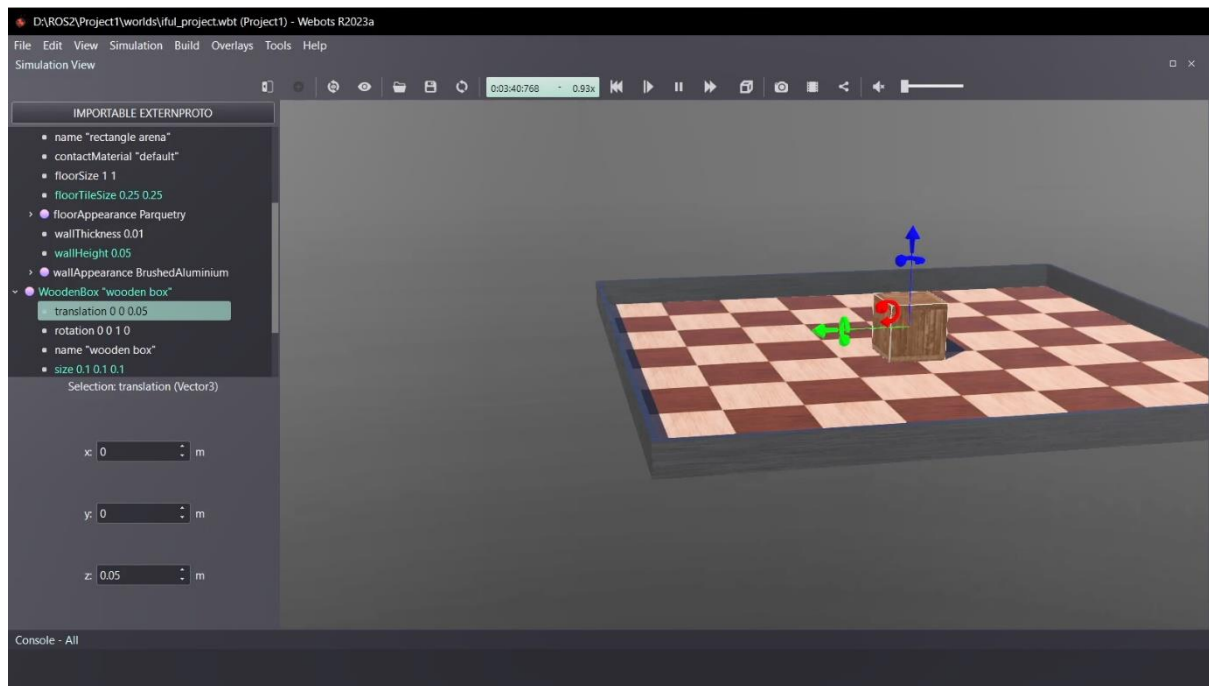 D:\ROS2\Project1\worlds\iful_project.wbt (Project1) - Webots R2023a
File Edit View Simulation Build Overlays Tools Help
Simulation View
0:03:40:768 - 0.93x
IMPORTABLE EXTERNPROTO
name "rectangle arena"
contactMaterial "default"
floorSize 1 1
floorTileSize 0.25 0.25
floorAppearance Parquetry
wallThickness 0.01
wallHeight 0.05
wallAppearance BrushedAluminium
WoodenBox "wooden box"
translation 0 0 0.05
rotation 0 0 1 0
name "wooden box"
size 0.1 0.1 0.1
Selection: translation (Vector3)
x: 0 m
y: 0 m
z: 0.05 m
Console - All